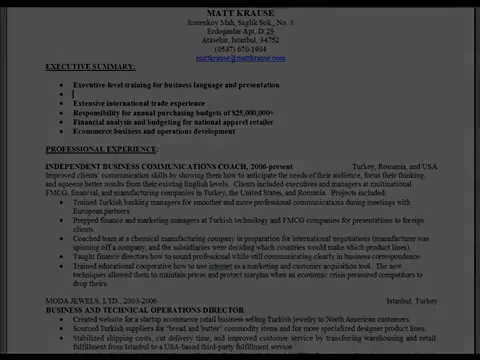 MATT KRAUSE
Icerenkoy Mah, Saglik Sok., No. 1
Erdoganlar Apt, D:29
Atasehir, Istanbul, 34752
(0537) 670-1934
mattkrause@mattkrause.com
EXECUTIVE SUMMARY:
• Executive-level training for business language and presentation
•
• Extensive international trade experience
• Responsibility for annual purchasing budgets of $25,000,000+
• Financial analysis and budgeting for national apparel retailer
• Ecommerce business and operations development
PROFESSIONAL EXPERIENCE:
INDEPENDENT BUSINESS COMMUNICATIONS COACH, 2006-present Turkey, Romania, and USA
Improved clients' communication skills by showing them how to anticipate the needs of their audience, focus their thinking,
and squeeze better results from their existing English levels. Clients included executives and managers at multinational
FMCG, financial, and manufacturing companies in Turkey, the United States, and Romania. Projects included:
• Trained Turkish banking managers for smoother and more professional communications during meetings with
European partners.
• Prepped finance and marketing managers at Turkish technology and FMCG companies for presentations to foreign
clients.
• Coached team at a chemical manufacturing company in preparation for international negotiations (manufacturer was
spinning off a company, and the subsidiaries were deciding which countries would make which product lines).
• Taught finance directors how to sound professional while still communicating clearly in business correspondence.
• Trained educational cooperative how to use internet as a marketing and customer acquisition tool. The new
techniques allowed them to maintain prices and protect margins when an economic crisis pressured competitors to
drop theirs.
MODA JEWELS, LTD., 2003-2006 Istanbul, Turkey
BUSINESS AND TECHNICAL OPERATIONS DIRECTOR
• Created website for a startup ecommerce retail business selling Turkish jewelry to North American customers.
• Sourced Turkish suppliers for "bread and butter" commodity items and for more specialized designer product lines.
• Stabilized shipping costs, cut delivery time, and improved customer service by transferring warehousing and retail
fulfillment from Istanbul to a US-based third-party fulfillment service.